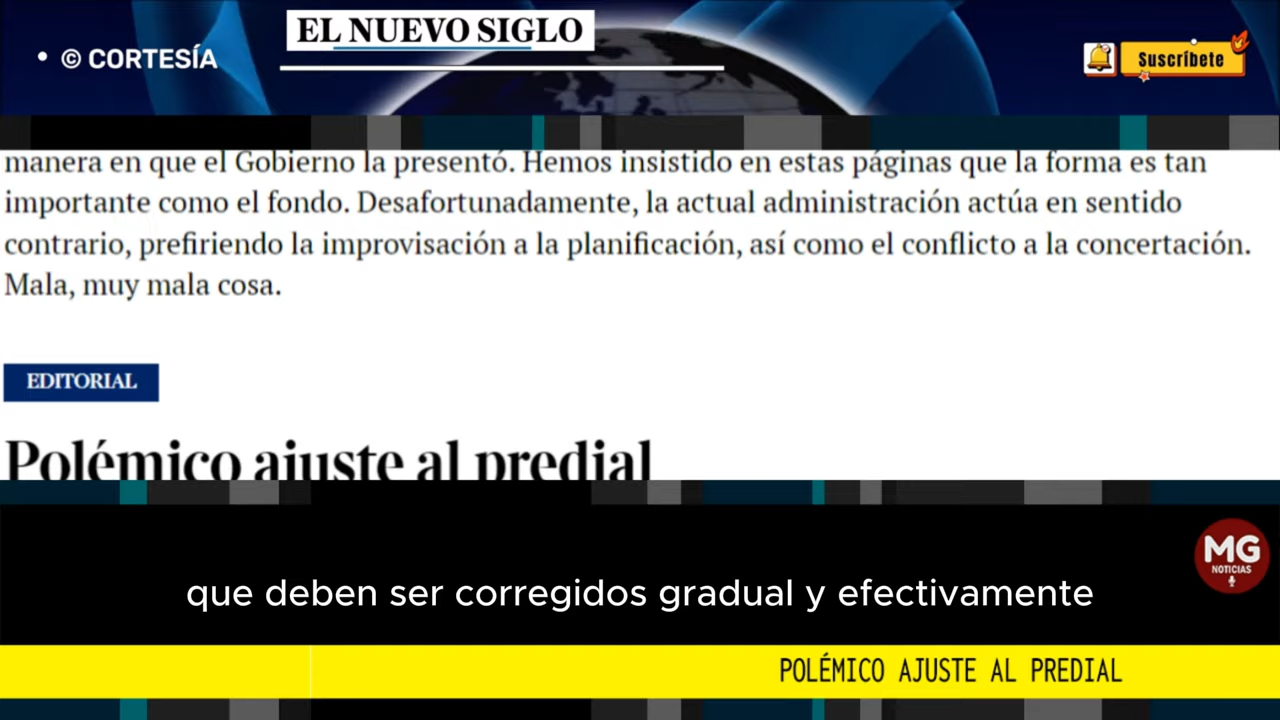 EL NUEVO SIGLO
• © CORTESÍA
Suscríbete
manera en que el Gobierno la presentó. Hemos insistido en estas páginas que la forma es tan
importante como el fondo. Desafortunadamente, la actual administración actúa en sentido
contrario, prefiriendo la improvisación a la planificación, así como el conflicto a la concertación.
Mala, muy mala cosa.
EDITORIAL
Polémico ajuste al predial
MG
NOTICIAS
que deben ser corregidos gradual y efectivamente
POLÉMICO AJUSTE AL PREDIAL